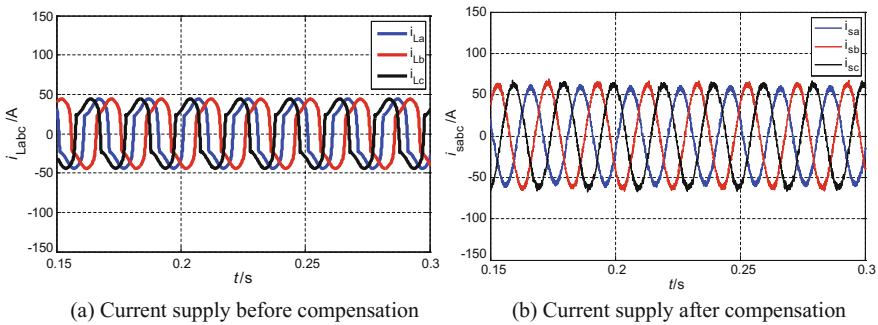 150
100
50
0
-50
-100
-150
0.15
0.2
0.25
0.3
i_Labc /A
t/s
i_La
i_Lb
i_Lc
(a) Current supply before compensation
150
100
50
0
-50
-100
-150
0.15
0.2
0.25
0.3
i_sabc /A
t/s
i_sa
i_sb
i_sc
(b) Current supply after compensation